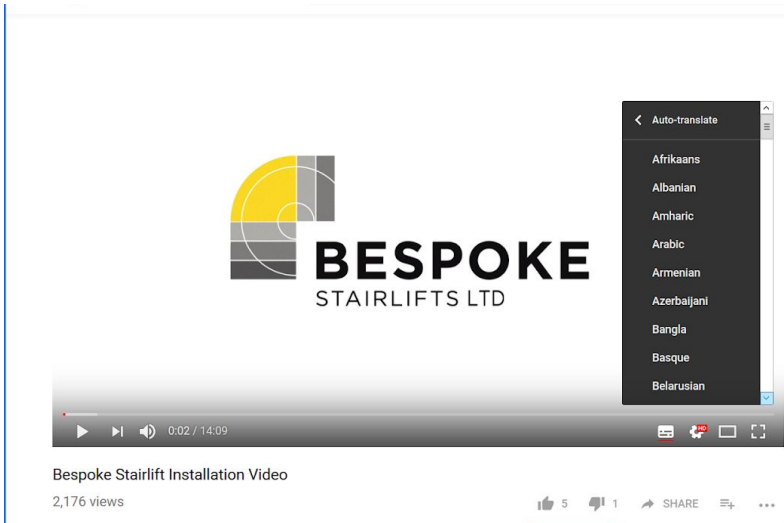 BESPOKE
STAIRLIFTS LTD
Auto-translate
Afrikaans
Albanian
Amharic
Arabic
Armenian
Azerbaijani
Bangla
Basque
Belarusian
0:02 / 14:09
HD
Bespoke Stairlift Installation Video
2,176 views
5
1
SHARE